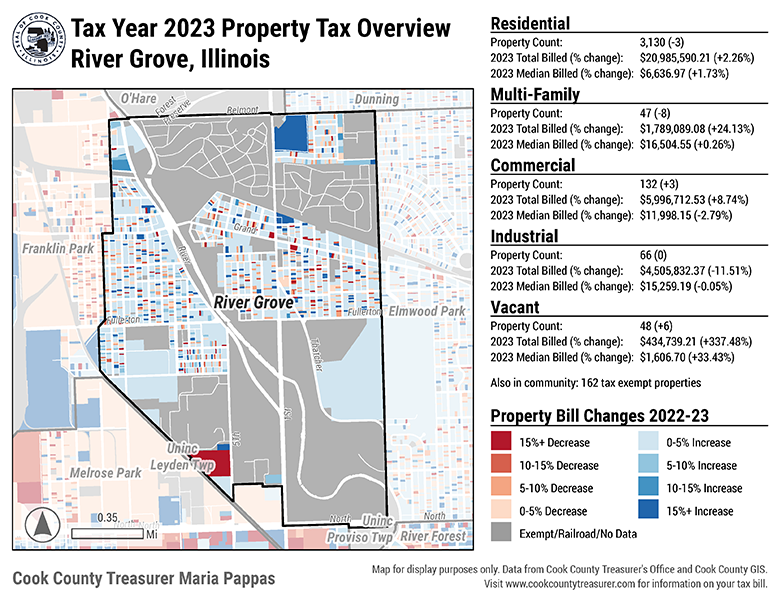 SEAL OF COOK COUNTY
ILLINOIS
Tax Year 2023 Property Tax Overview
River Grove, Illinois
O'Hare
Forest
Preserve
Belmont
Dunning
Franklin Park
Grand
River
River Grove
Fullerton
Fullerton
Elmwood Park
Thatcher
Uninc
Leyden Twp
5th
1st
Melrose Park
North
North
Uninc
Proviso Twp
River Forest
0.35
Mi
Residential
Property Count: 3,130 (-3)
2023 Total Billed (% change): $20,985,590.21 (+2.26%)
2023 Median Billed (% change): $6,636.97 (+1.73%)
Multi-Family
Property Count: 47 (-8)
2023 Total Billed (% change): $1,789,089.08 (+24.13%)
2023 Median Billed (% change): $16,504.55 (+0.26%)
Commercial
Property Count: 132 (+3)
2023 Total Billed (% change): $5,996,712.53 (+8.74%)
2023 Median Billed (% change): $11,998.15 (-2.79%)
Industrial
Property Count: 66 (0)
2023 Total Billed (% change): $4,505,832.37 (-11.51%)
2023 Median Billed (% change): $15,259.19 (-0.05%)
Vacant
Property Count: 48 (+6)
2023 Total Billed (% change): $434,739.21 (+337.48%)
2023 Median Billed (% change): $1,606.70 (+33.43%)
Also in community: 162 tax exempt properties
Property Bill Changes 2022-23
15%+ Decrease
0-5% Increase
10-15% Decrease
5-10% Increase
5-10% Decrease
10-15% Increase
0-5% Decrease
15%+ Increase
Exempt/Railroad/No Data
Cook County Treasurer Maria Pappas
Map for display purposes only. Data from Cook County Treasurer's Office and Cook County GIS.
Visit www.cookcountytreasurer.com for information on your tax bill.